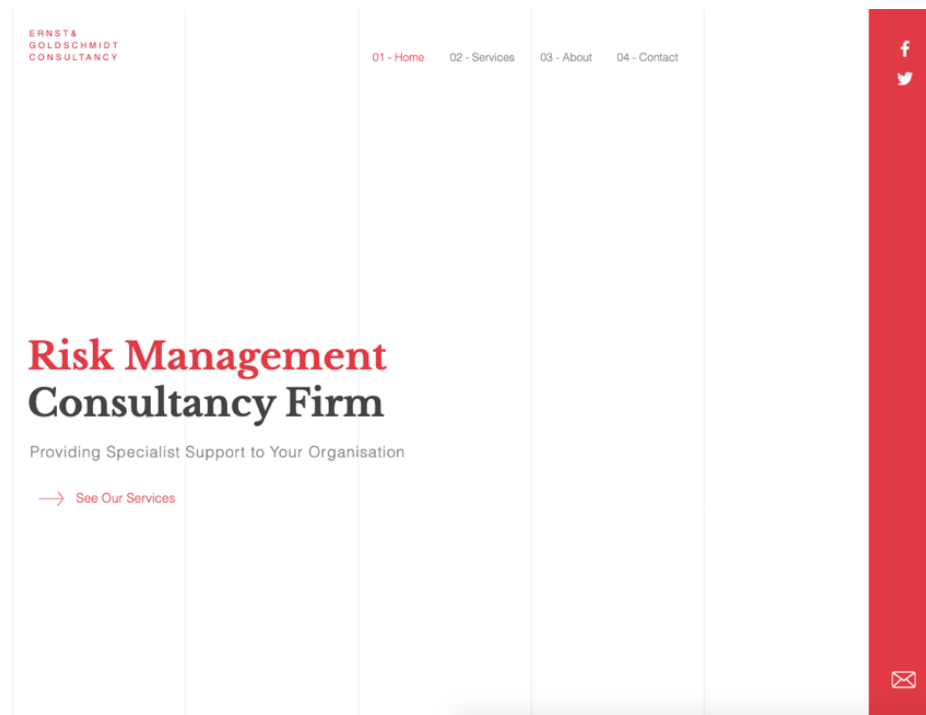 ERNST&
GOLDSCHMIDT
CONSULTANCY
01 - Home 02 - Services 03 - About 04 - Contact
Risk Management
Consultancy Firm
Providing Specialist Support to Your Organisation
See Our Services